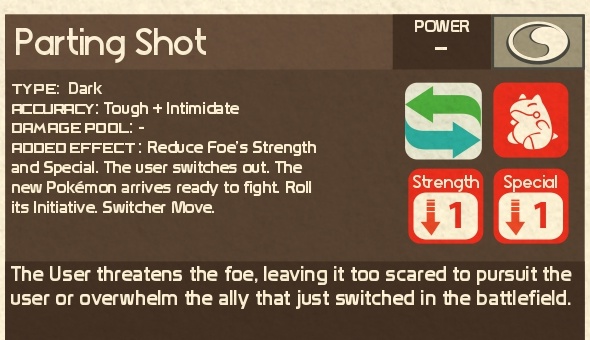 Parting Shot
POWER
–
TYPE: Dark
ACCURACY: Tough + Intimidate
DAMAGE POOL: -
ADDED EFFECT: Reduce Foe's Strength
and Special. The user switches out. The
new Pokémon arrives ready to fight. Roll
its Initiative. Switcher Move.
Strength
1
Special
1
The User threatens the foe, leaving it too scared to pursuit the
user or overwhelm the ally that just switched in the battlefield.